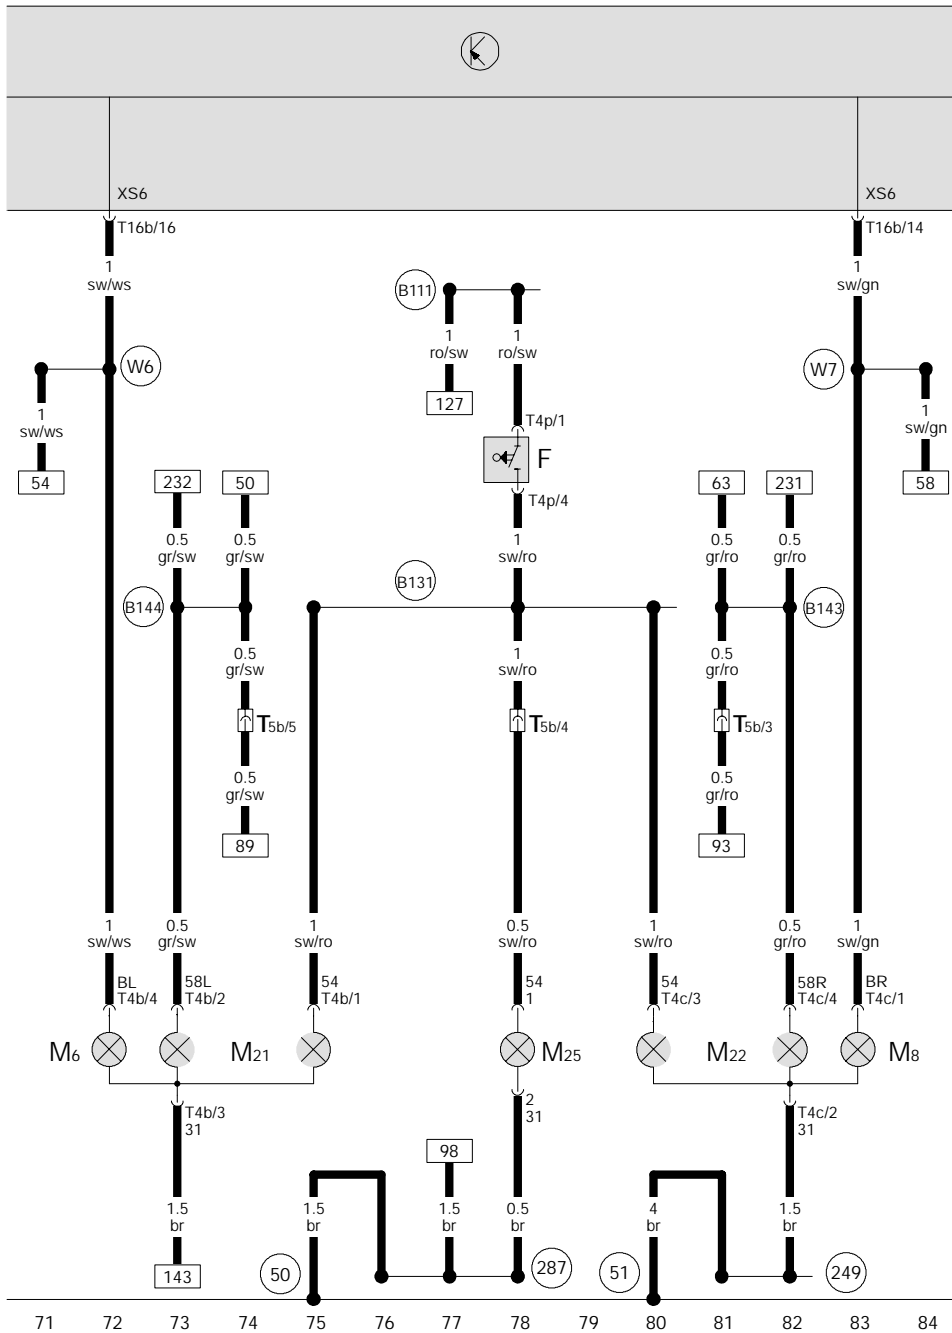 XS6
XS6
T16b/16
T16b/14
1
sw/ws
1
sw/gn
B111
1
ro/sw
1
ro/sw
W6
W7
127
1
sw/ws
1
sw/gn
T4p/1
F
54
232
50
63
231
58
T4p/4
0.5
gr/sw
0.5
gr/sw
1
sw/ro
0.5
gr/ro
0.5
gr/ro
B131
B144
B143
0.5
gr/sw
1
sw/ro
0.5
gr/ro
T5b/5
T5b/4
T5b/3
0.5
gr/sw
0.5
gr/ro
89
93
1
sw/ws
0.5
gr/sw
1
sw/ro
0.5
sw/ro
1
sw/ro
0.5
gr/ro
1
sw/gn
BL
T4b/4
58L
T4b/2
54
T4b/1
54
1
54
T4c/3
58R
T4c/4
BR
T4c/1
M6
M21
M25
M22
M8
T4b/3
31
2
31
T4c/2
31
98
1.5
br
1.5
br
1.5
br
0.5
br
4
br
1.5
br
143
50
287
51
249
71 72 73 74 75 76 77 78 79 80 81 82 83 84